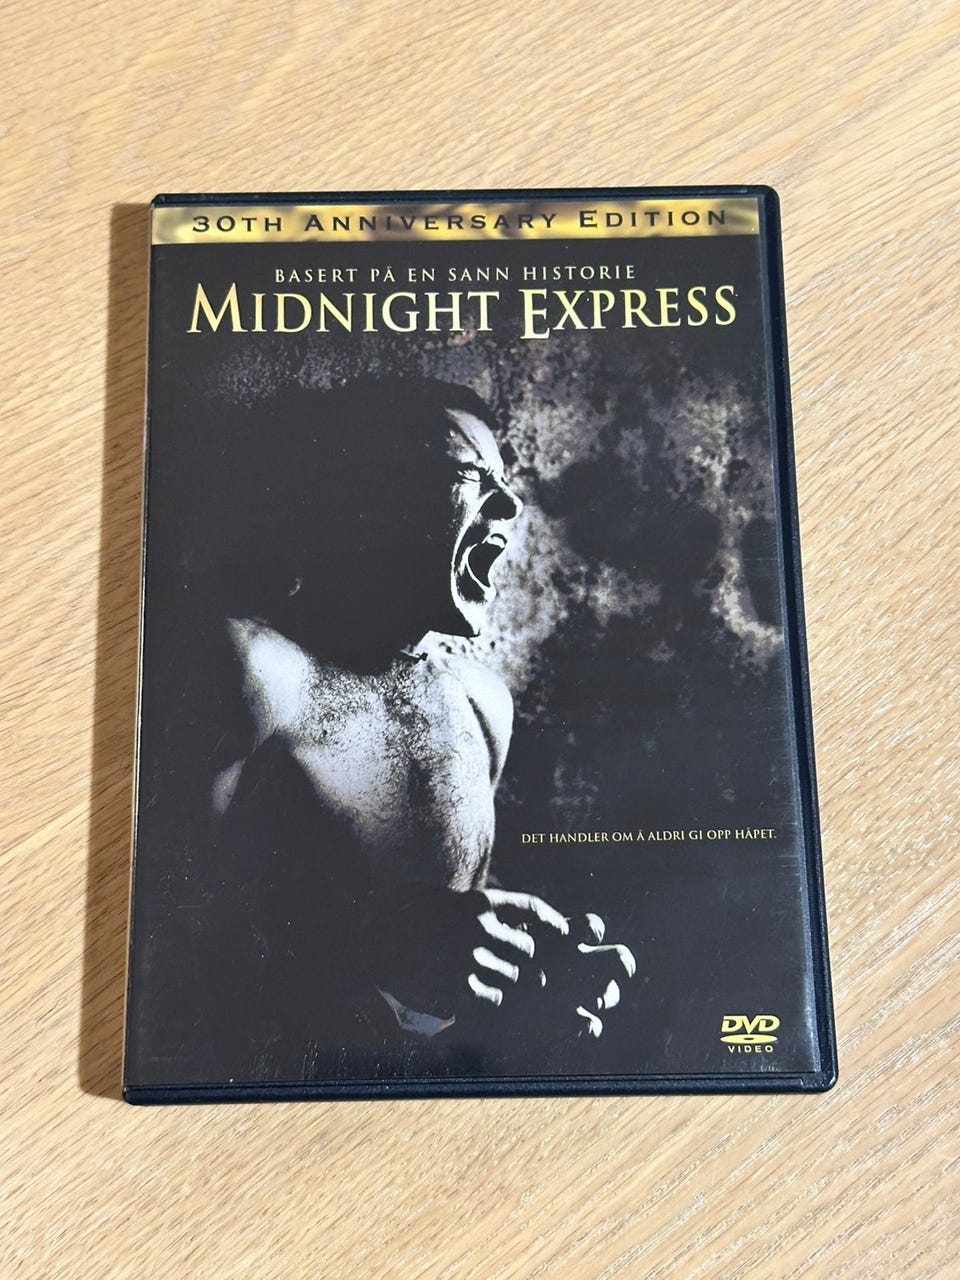 30TH ANNIVERSARY EDITION
BASERT PÅ EN SANN HISTORIE
MIDNIGHT EXPRESS
DET HANDLER OM Å ALDRI GI OPP HÅPET.
DVD
VIDEO